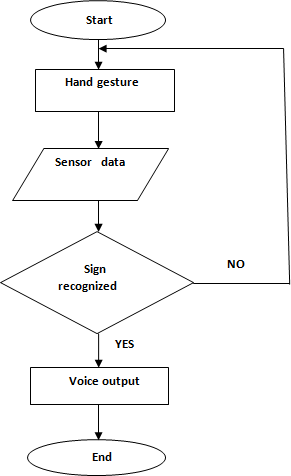 Start
Hand gesture
Sensor data
Sign
recognized
NO
YES
Voice output
End